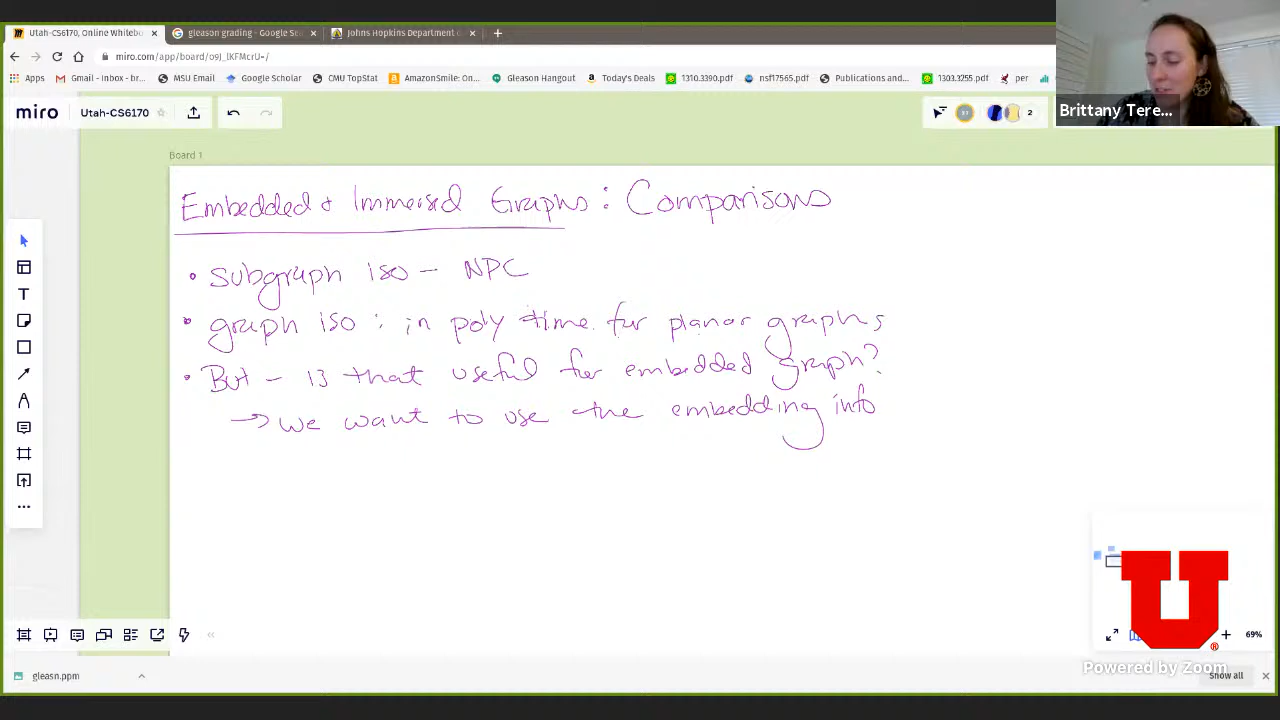 Utah-CS6170, Online Whitebo
gleason grading - Google Se
Johns Hopkins Department o
miro.com/app/board/o9J_lKFMcrU-/
Apps
Gmail - Inbox - br...
MSU Email
Google Scholar
CMU TopStat
AmazonSmile - On...
Gleason Hangout
Today's Deals
1310.3390.pdf
nsf17565.pdf
Publications and...
1303.3255.pdf
per
miro
Utah-CS6170
2
Brittany Tere...
Board 1
Embedded & Immersed Graphs: Comparisons
• subgraph iso - NPC
• graph iso: in poly time for planar graphs
• But - is that useful for embedded graph?
→ we want to use the embedding info
U
®
69%
Powered by Zoom
gleasn.ppm
Show all